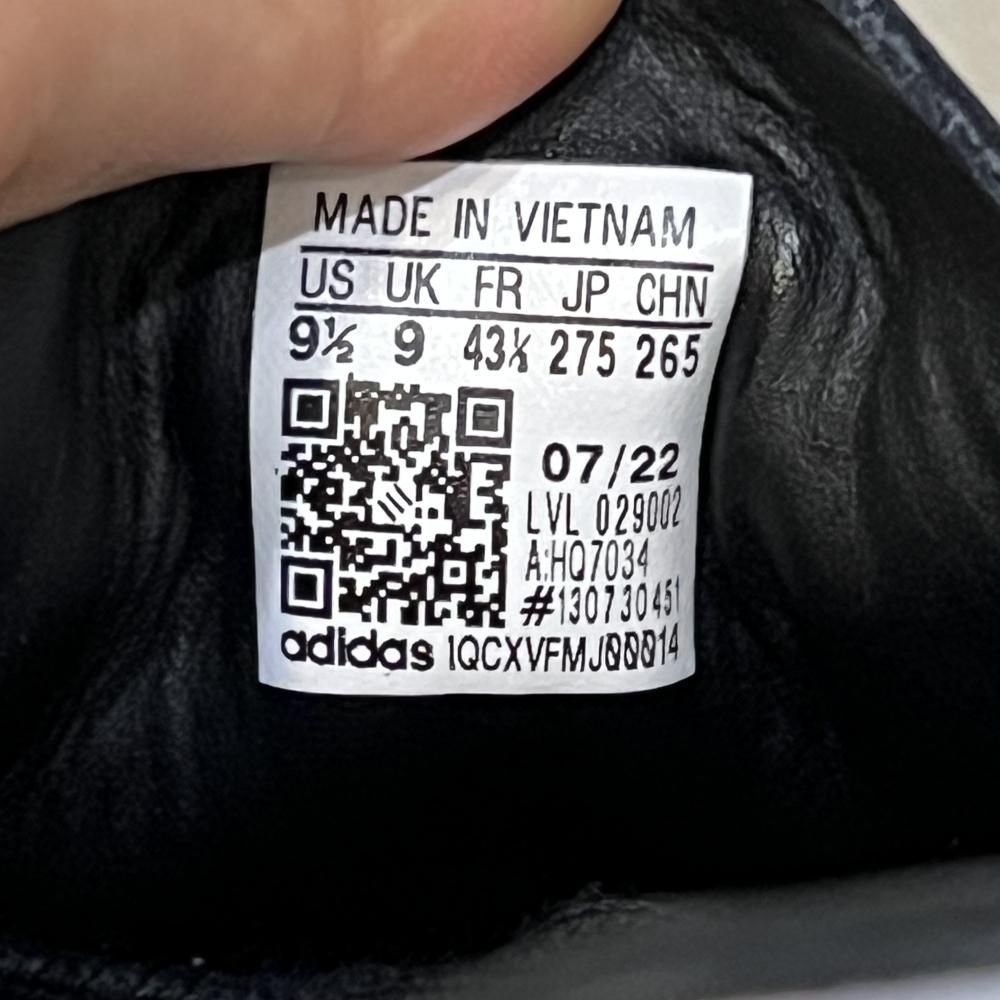 MADE IN VIETNAM
US UK FR JP CHN
9½ 9 43⅓ 275 265
07/22
LVL 029002
A:HQ7034
#130730451
adidas 1QCXVFMJ00014